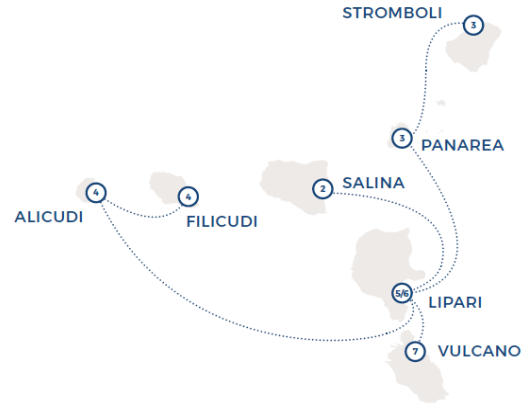 STROMBOLI
3
3
PANAREA
2
SALINA
4
ALICUDI
4
FILICUDI
5/6
LIPARI
7
VULCANO